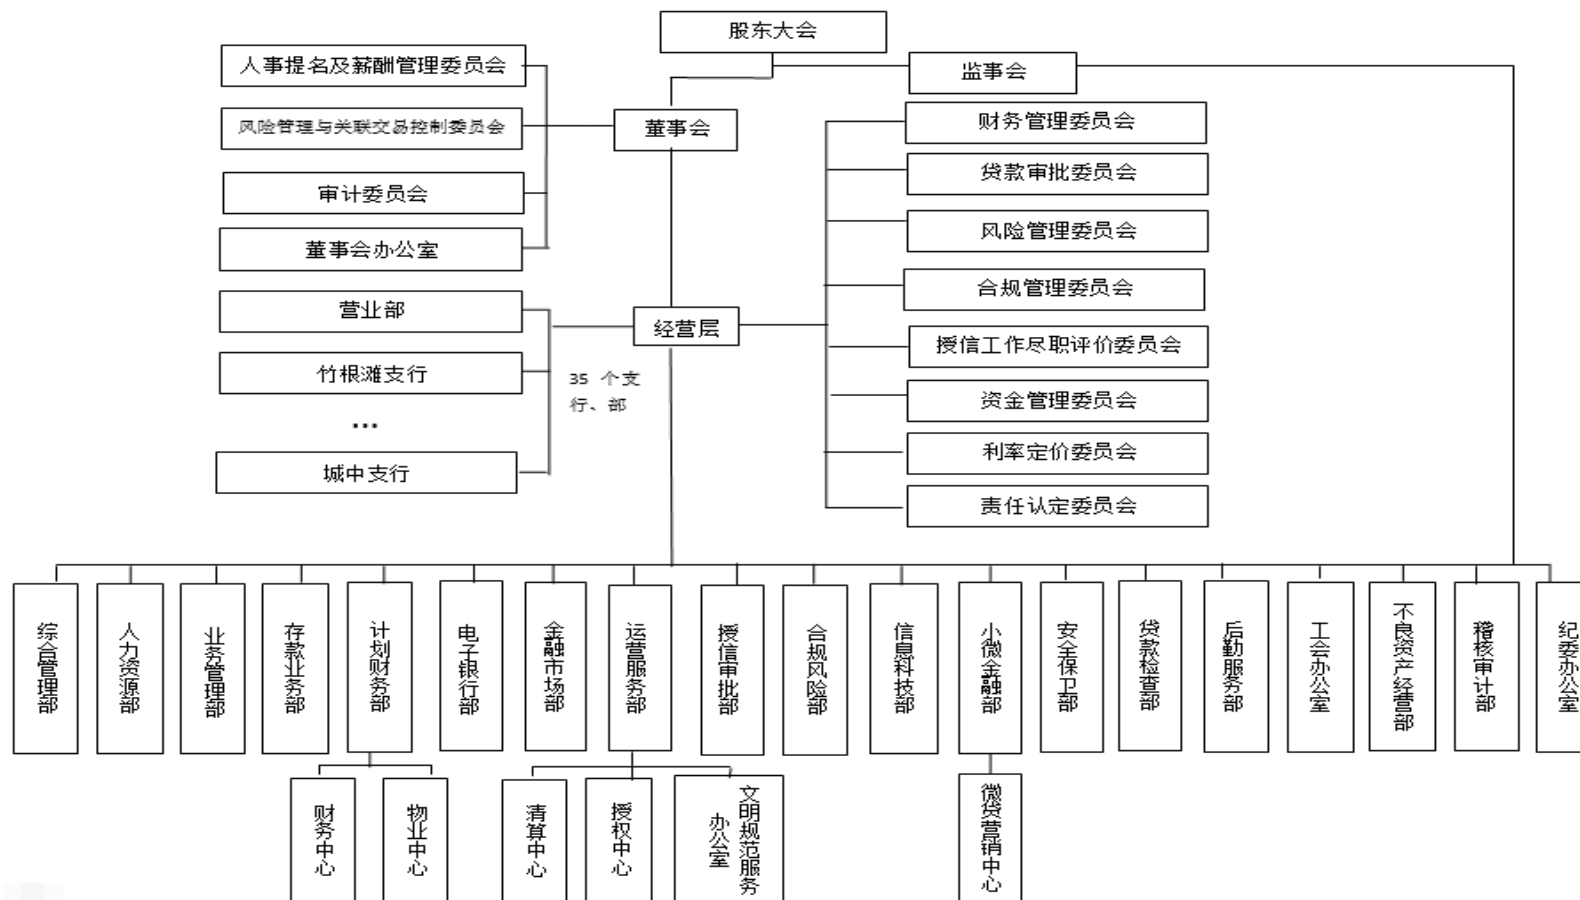 股东大会
人事提名及薪酬管理委员会
监事会
风险管理与关联交易控制委员会
董事会
财务管理委员会
贷款审批委员会
审计委员会
风险管理委员会
董事会办公室
合规管理委员会
营业部
经营层
授信工作尽职评价委员会
竹根滩支行
35 个支
行、部
资金管理委员会
...
利率定价委员会
城中支行
责任认定委员会
综合管理部
人力资源部
业务管理部
存款业务部
计划财务部
电子银行部
金融市场部
运营服务部
授信审批部
合规风险部
信息科技部
小微金融部
安全保卫部
贷款检查部
后勤服务部
工会办公室
不良资产经营部
稽核审计部
纪委办公室
财务中心
物业中心
清算中心
授权中心
文明规范服务
办公室
微贷营销中心